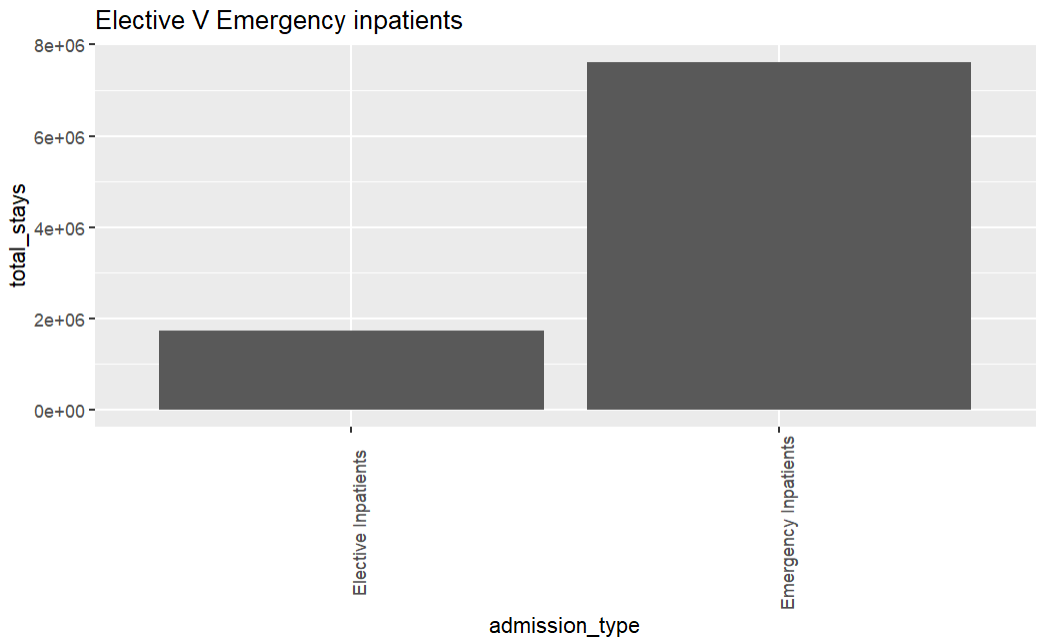 Elective V Emergency inpatients
8e+06
6e+06
4e+06
2e+06
0e+00
total_stays
Elective Inpatients
Emergency Inpatients
admission_type